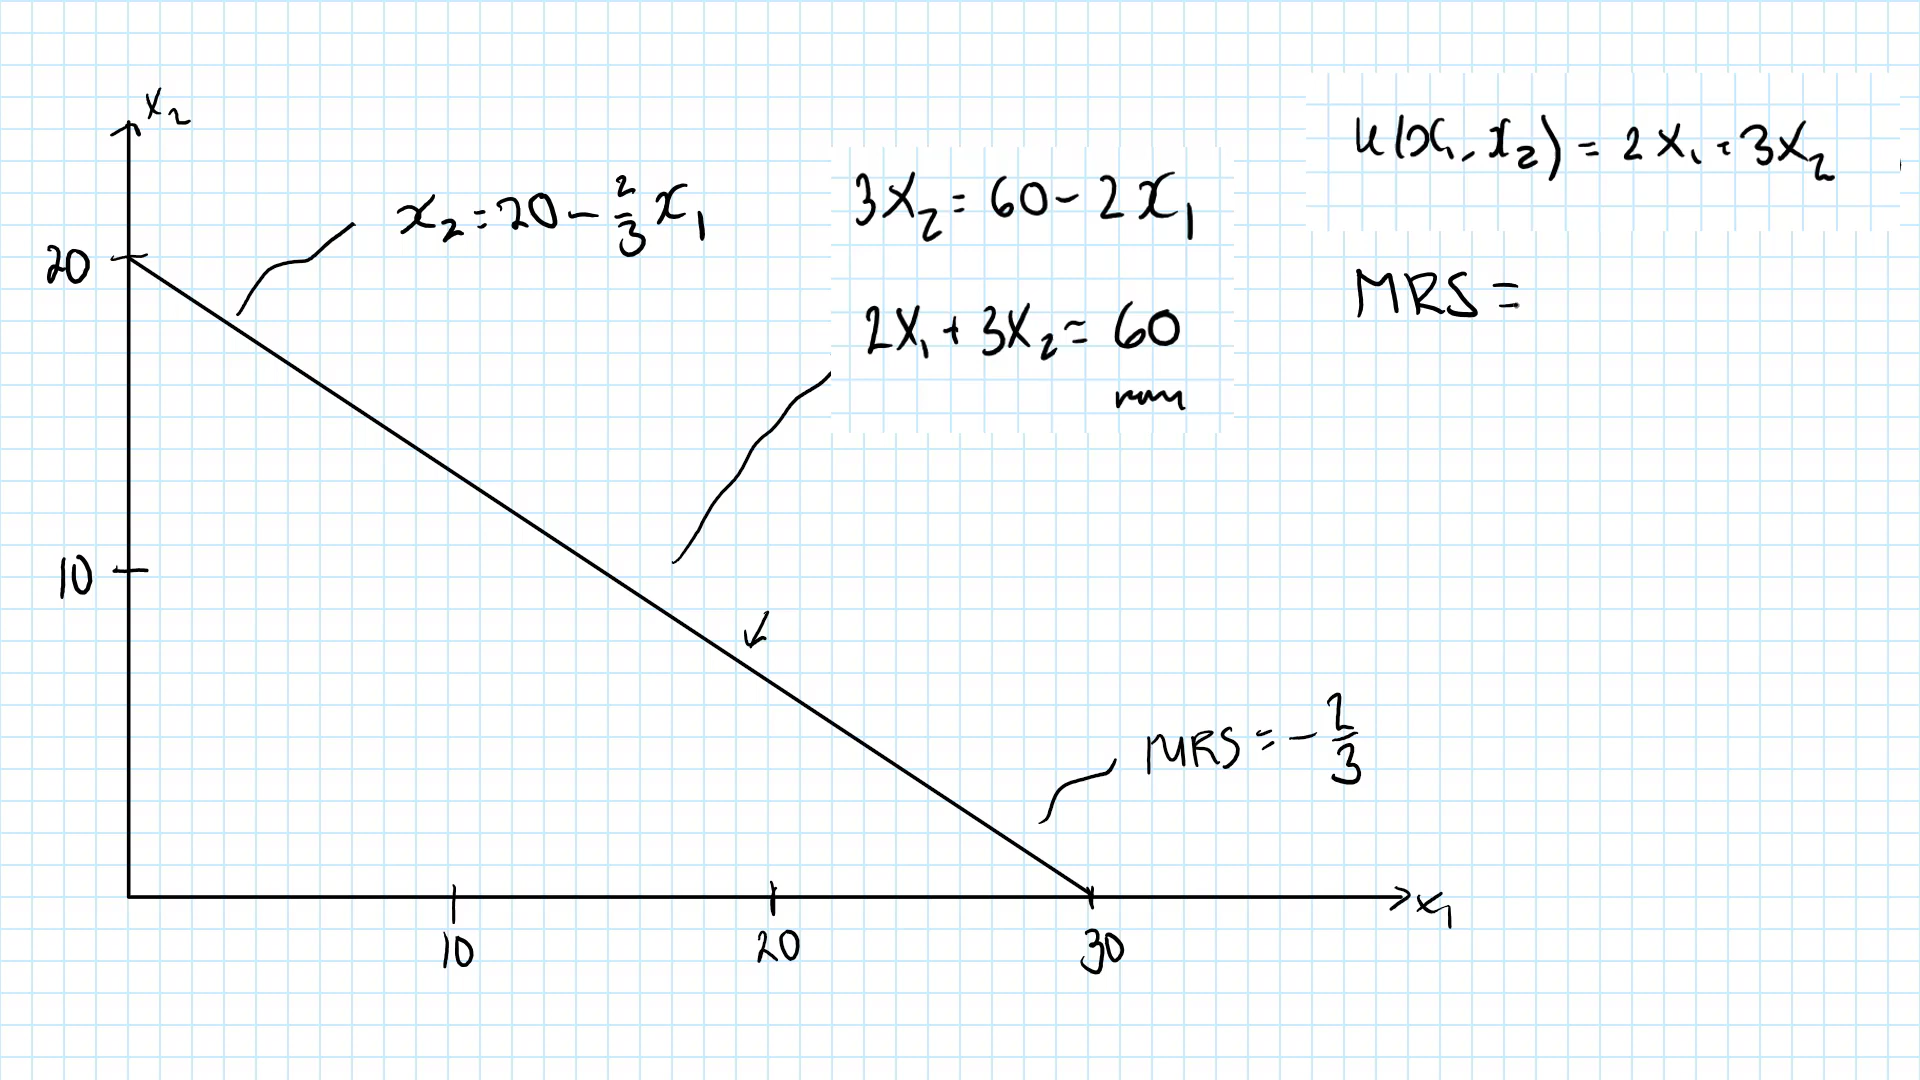 x₂
x₂ = 20 - 2/3 x₁
3x₂ = 60 - 2x₁
2x₁ + 3x₂ = 60
u(x₁, x₂) = 2x₁ + 3x₂
MRS =
20
10
MRS = - 2/3
x₁
10 20 30